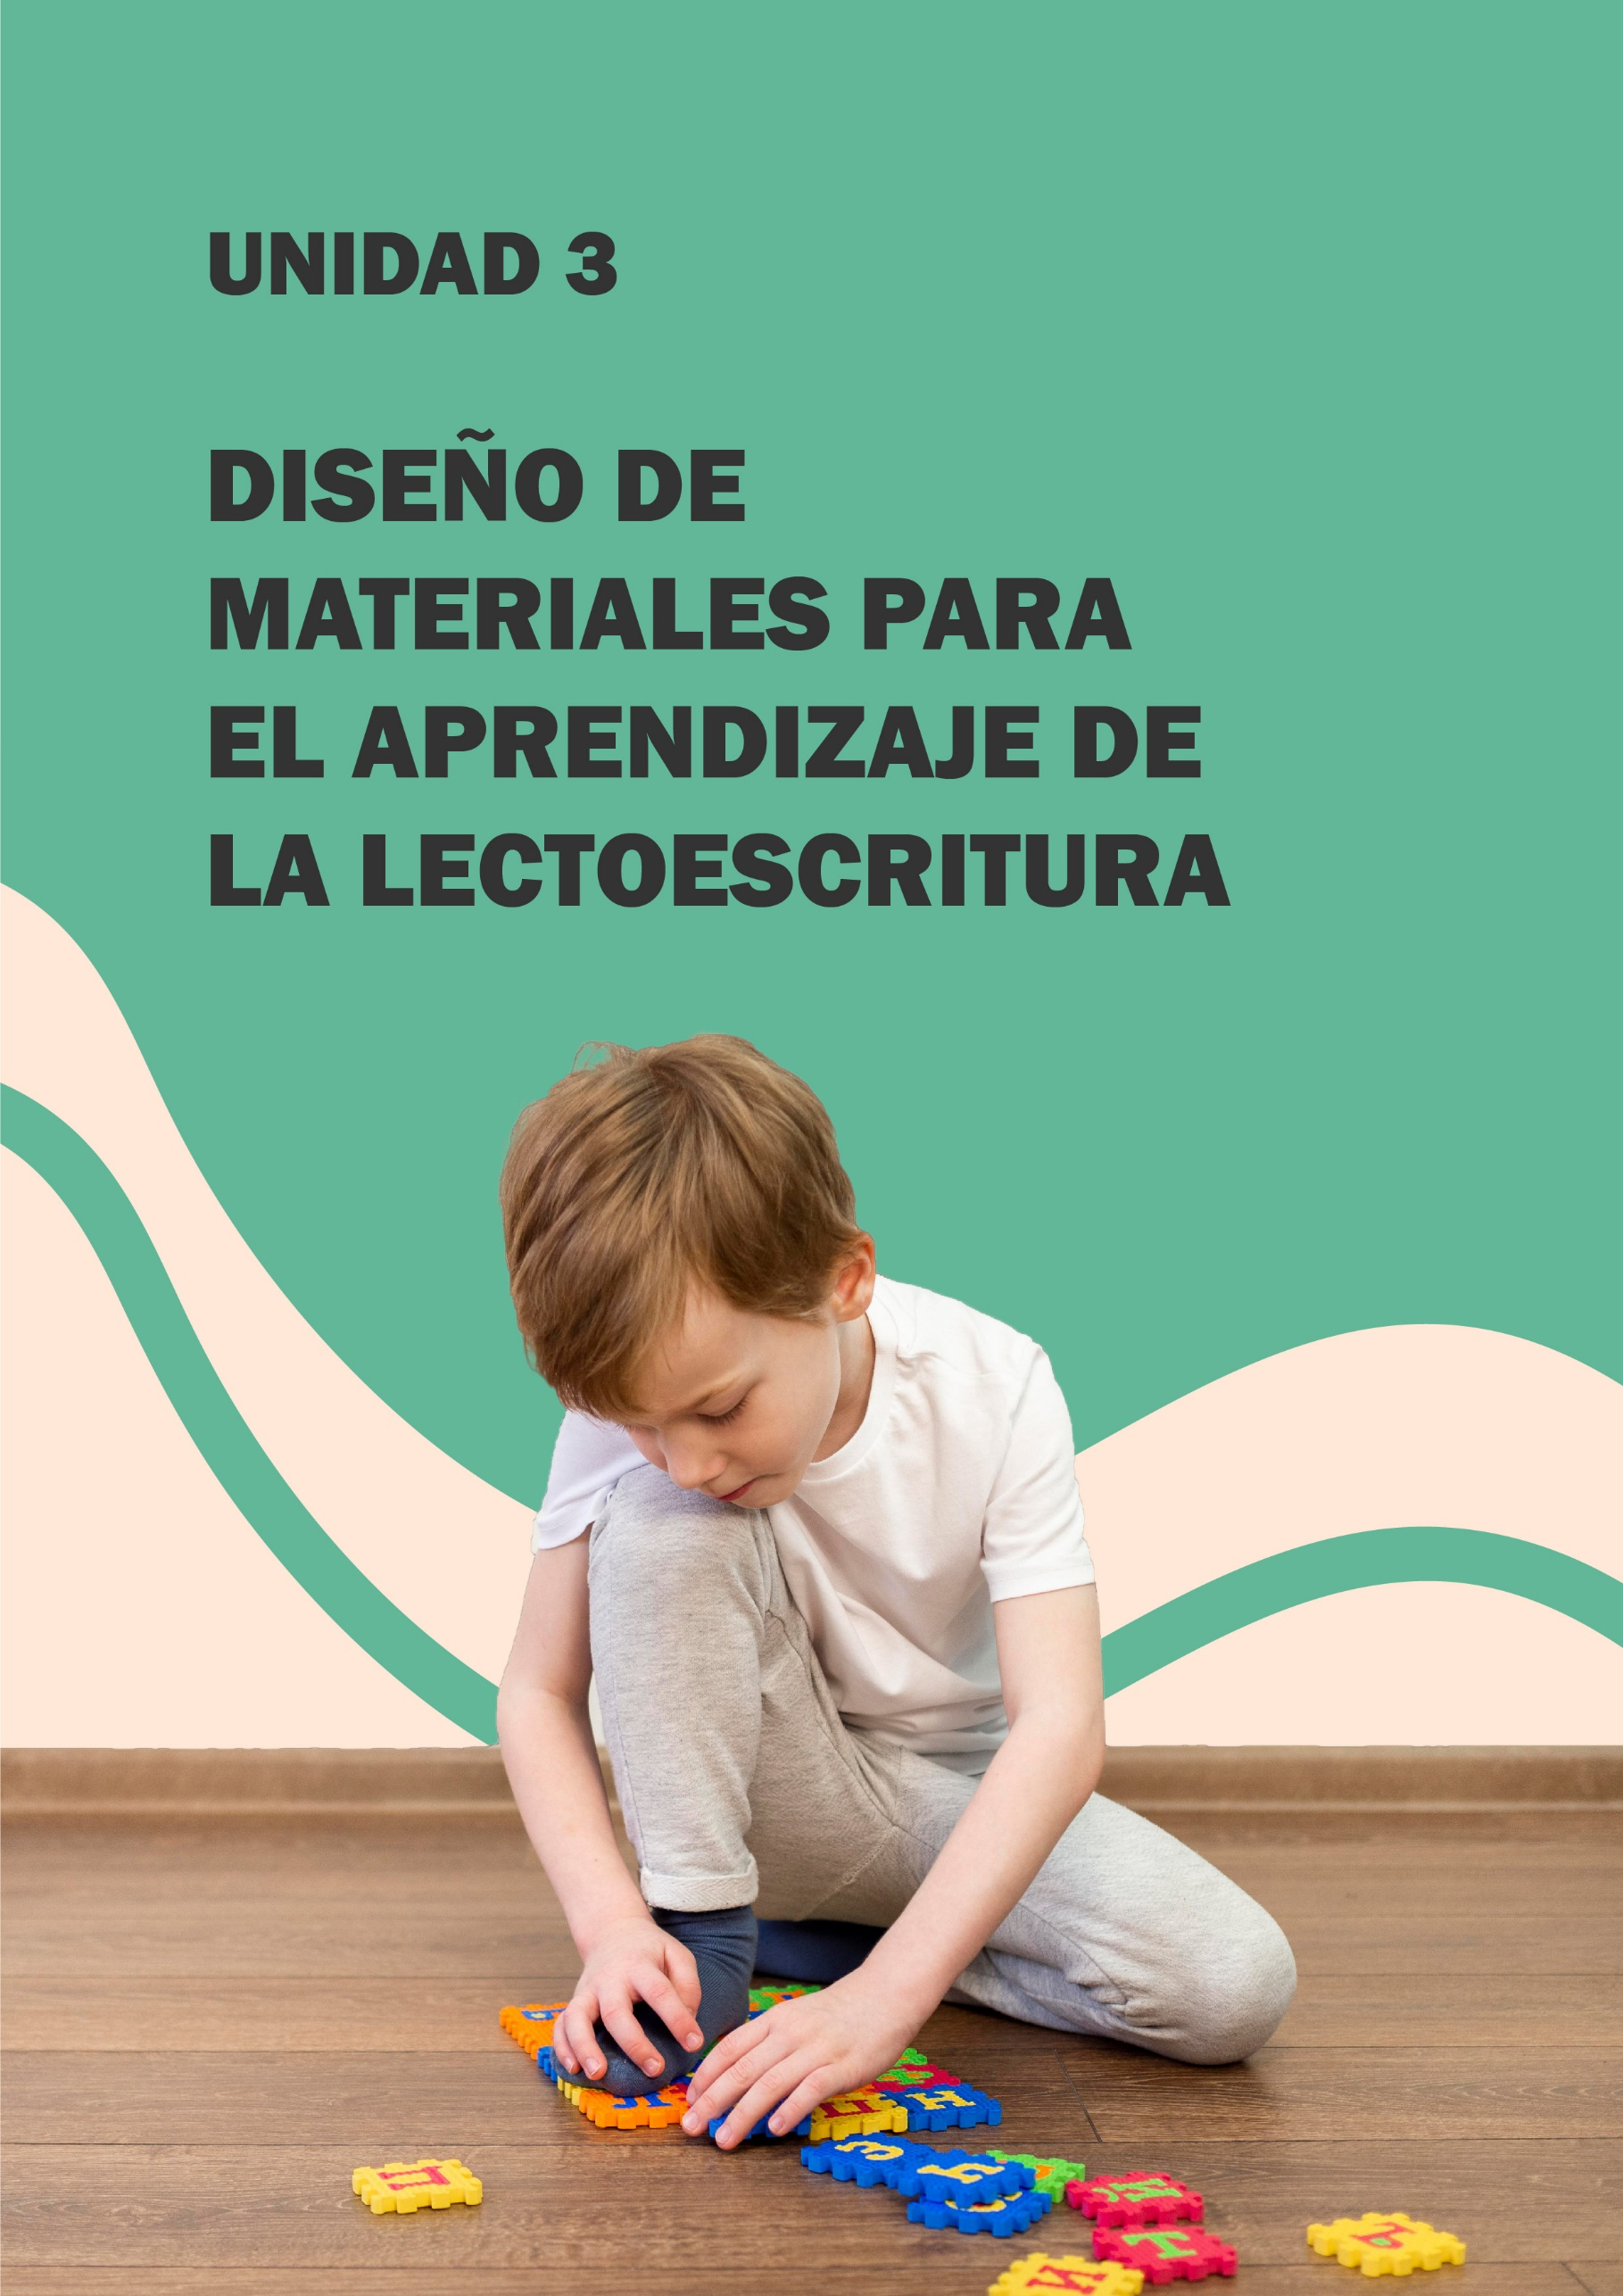 UNIDAD 3
DISEÑO DE
MATERIALES PARA
EL APRENDIZAJE DE
LA LECTOESCRITURA